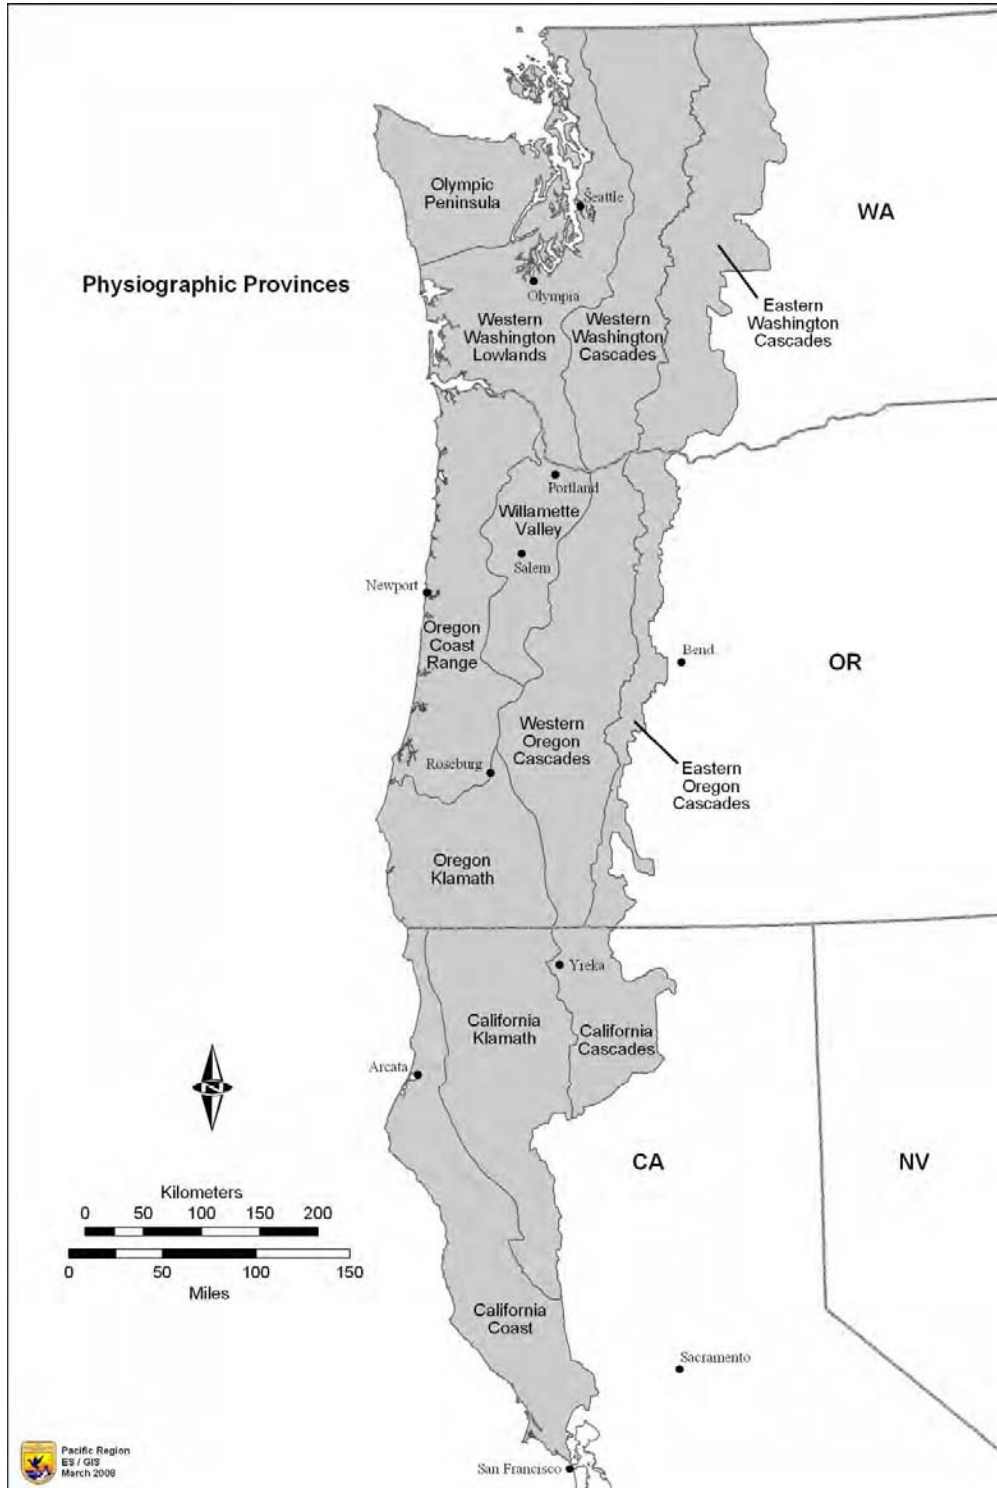 Olympic
Peninsula
Seattle
WA
Physiographic Provinces
Olympia
Western
Washington
Lowlands
Western
Washington
Cascades
Eastern
Washington
Cascades
Portland
Willamette
Valley
Salem
Newport
Oregon
Coast
Range
Bend
OR
Western
Oregon
Cascades
Roseburg
Eastern
Oregon
Cascades
Oregon
Klamath
Yreka
California
Klamath
California
Cascades
Arcata
N
CA
NV
Kilometers
0 50 100 150 200
0 50 100 150
Miles
California
Coast
Sacramento
San Francisco
Pacific Region
ES / GIS
March 2008